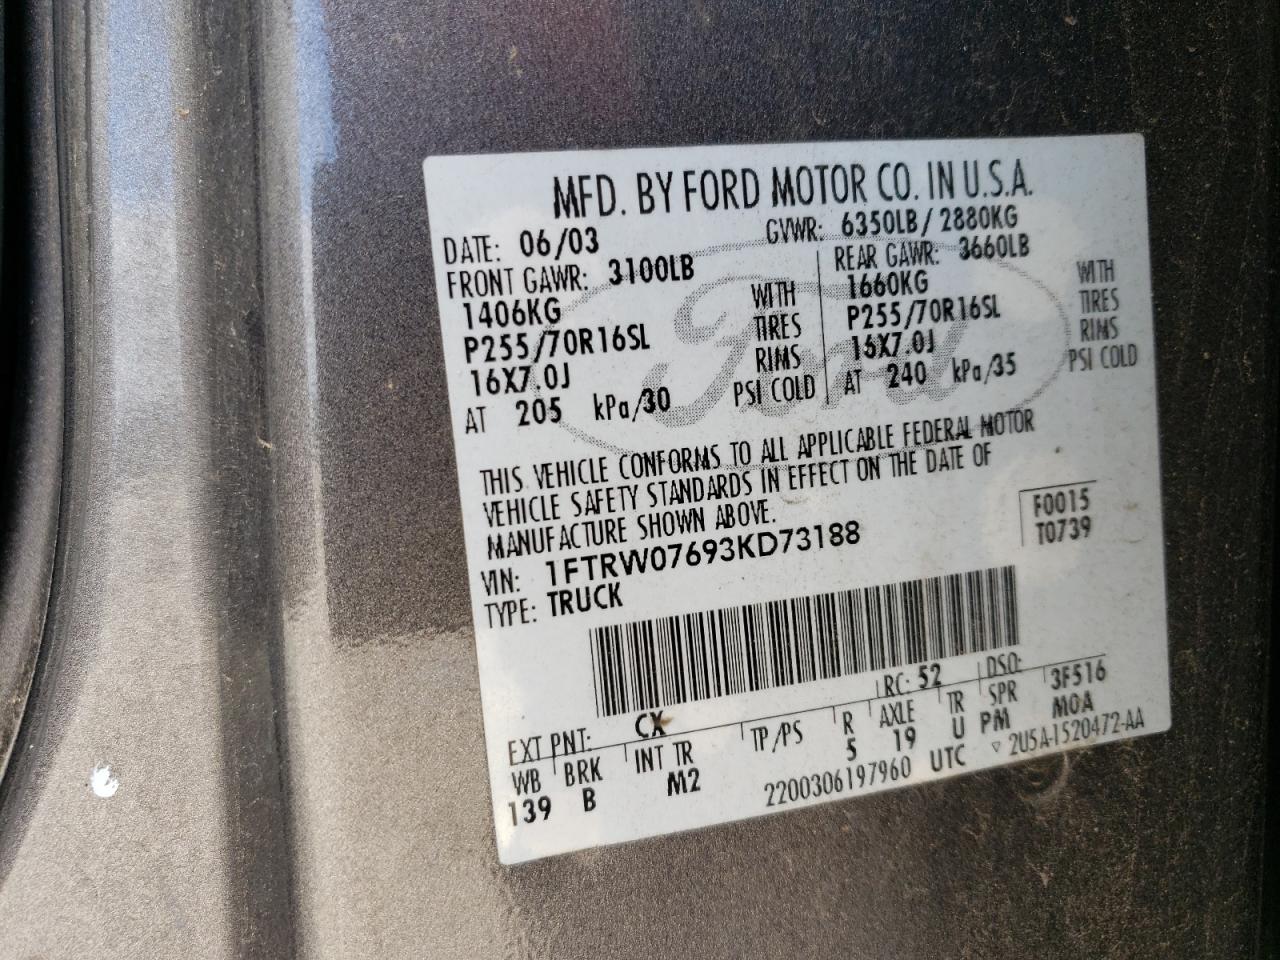 MFD. BY FORD MOTOR CO. IN U.S.A.
DATE: 06/03 GVWR: 6350LB/ 2880KG
FRONT GAWR: 3100LB REAR GAWR: 3660LB
1406KG WITH 1660KG WITH
P255/70R16SL TIRES P255/70R16SL TIRES
16X7.0J RIMS 16X7.0J RIMS
AT 205 kPa/30 PSI COLD AT 240 kPa/35 PSI COLD
Ford
THIS VEHICLE CONFORMS TO ALL APPLICABLE FEDERAL MOTOR
VEHICLE SAFETY STANDARDS IN EFFECT ON THE DATE OF
MANUFACTURE SHOWN ABOVE.
F0015
T0739
VIN: 1FTRW07693KD73188
TYPE: TRUCK
EXT PNT: CX RC: 52 DSO: 3F516
WB BRK INT TR TP/PS R AXLE TR SPR
139 B M2 5 19 U PM MOA
2200306197960 UTC ▽ 2U5A-1520472-AA